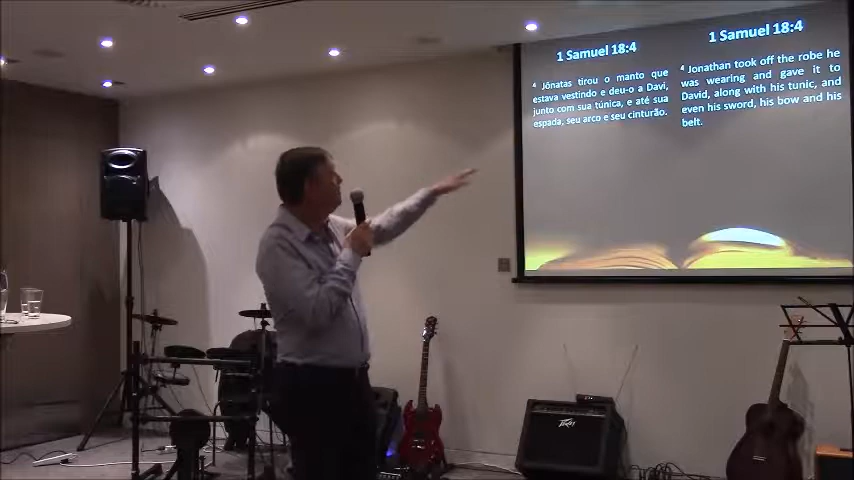 1 Samuel 18:4
⁴ Jônatas tirou o manto que
estava vestindo e deu-o a Davi,
junto com sua túnica, e até sua
espada, seu arco e seu cinturão.
1 Samuel 18:4
⁴ Jonathan took off the robe he
was wearing and gave it to
David, along with his tunic, and
even his sword, his bow and his
belt.
PEAVEY